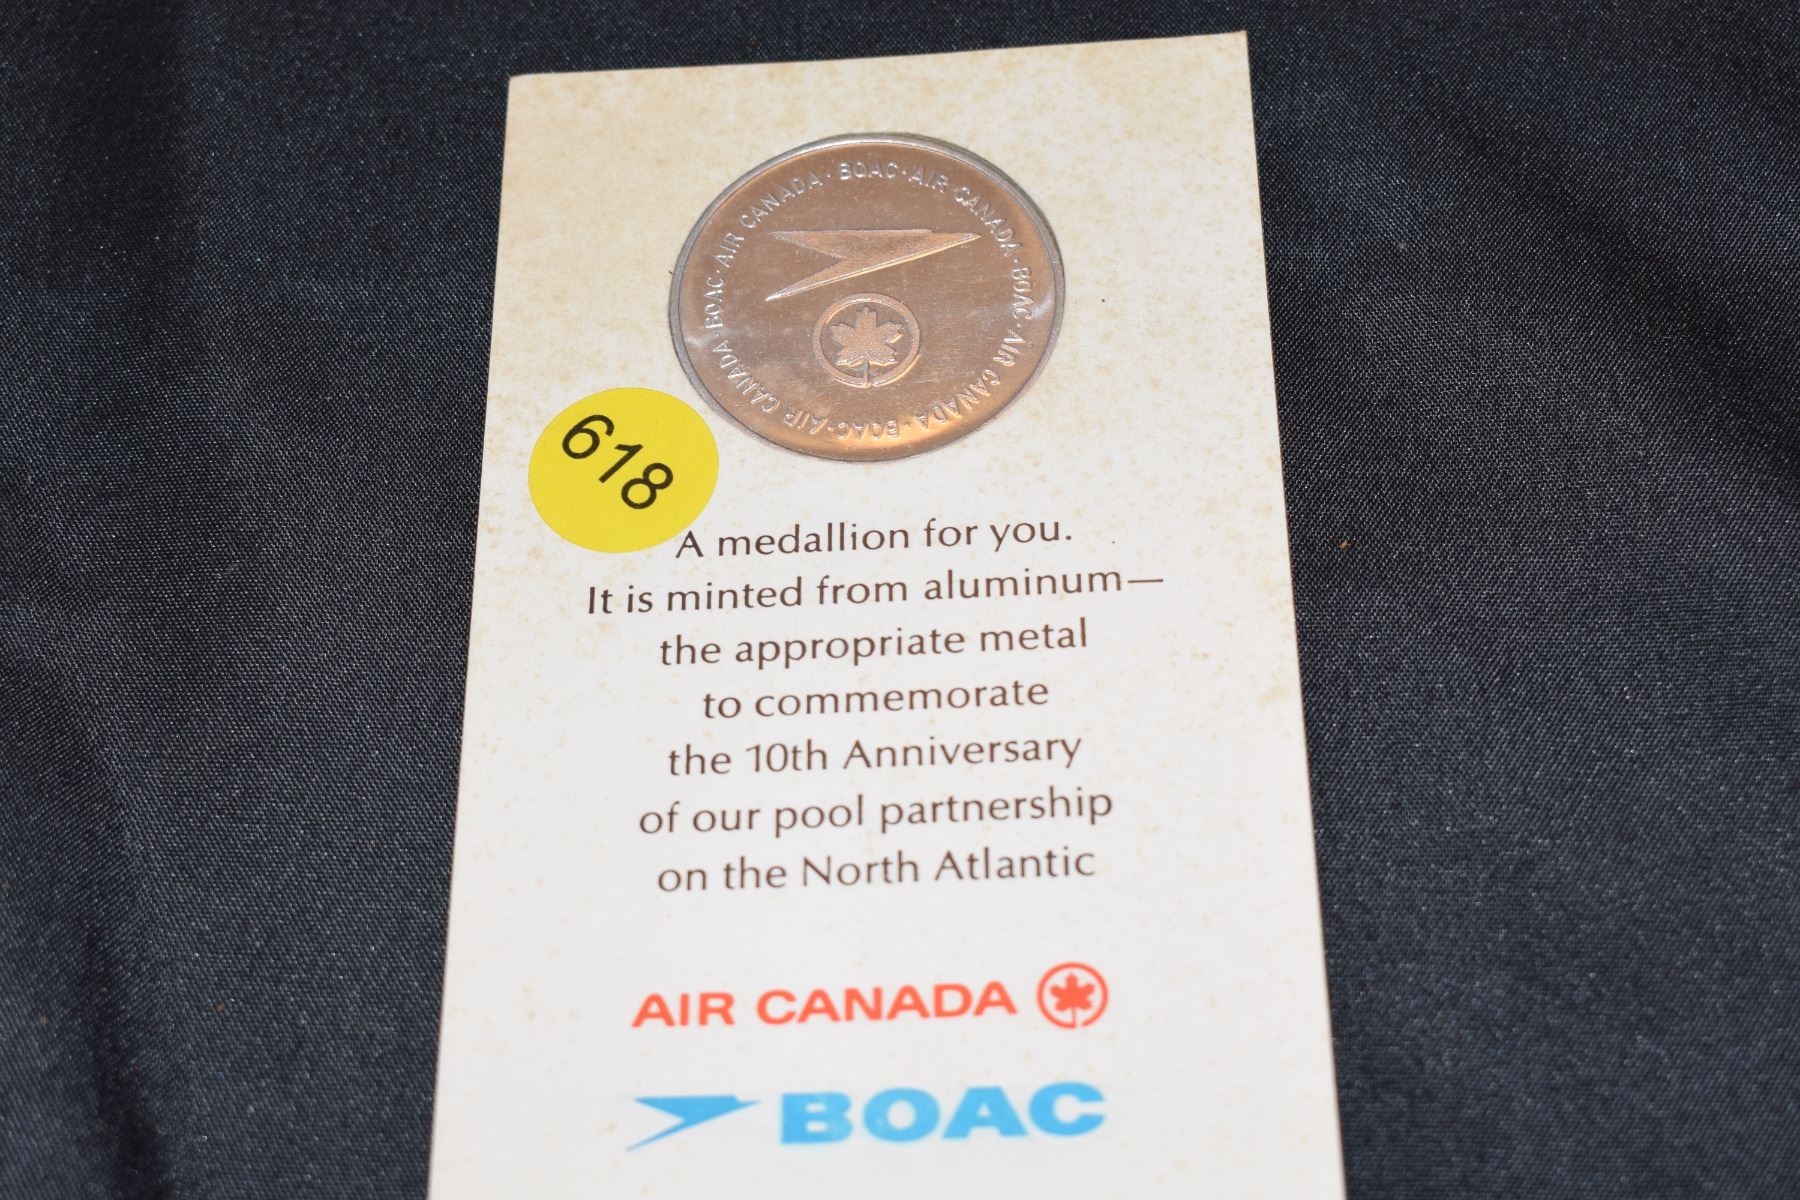 BOAC · AIR CANADA · BOAC · AIR CANADA · BOAC · AIR CANADA · BOAC · AIR CANADA ·
618
A medallion for you.
It is minted from aluminum—
the appropriate metal
to commemorate
the 10th Anniversary
of our pool partnership
on the North Atlantic
AIR CANADA
BOAC